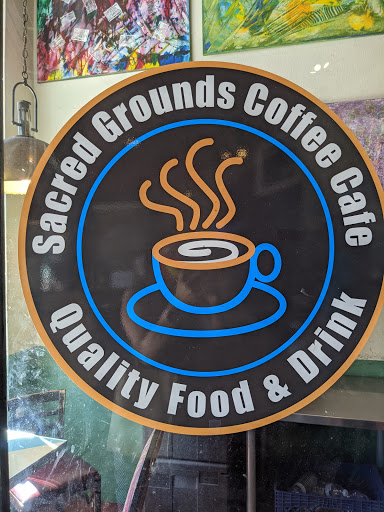 Sacred Grounds Coffee Cafe
Quality Food & Drink